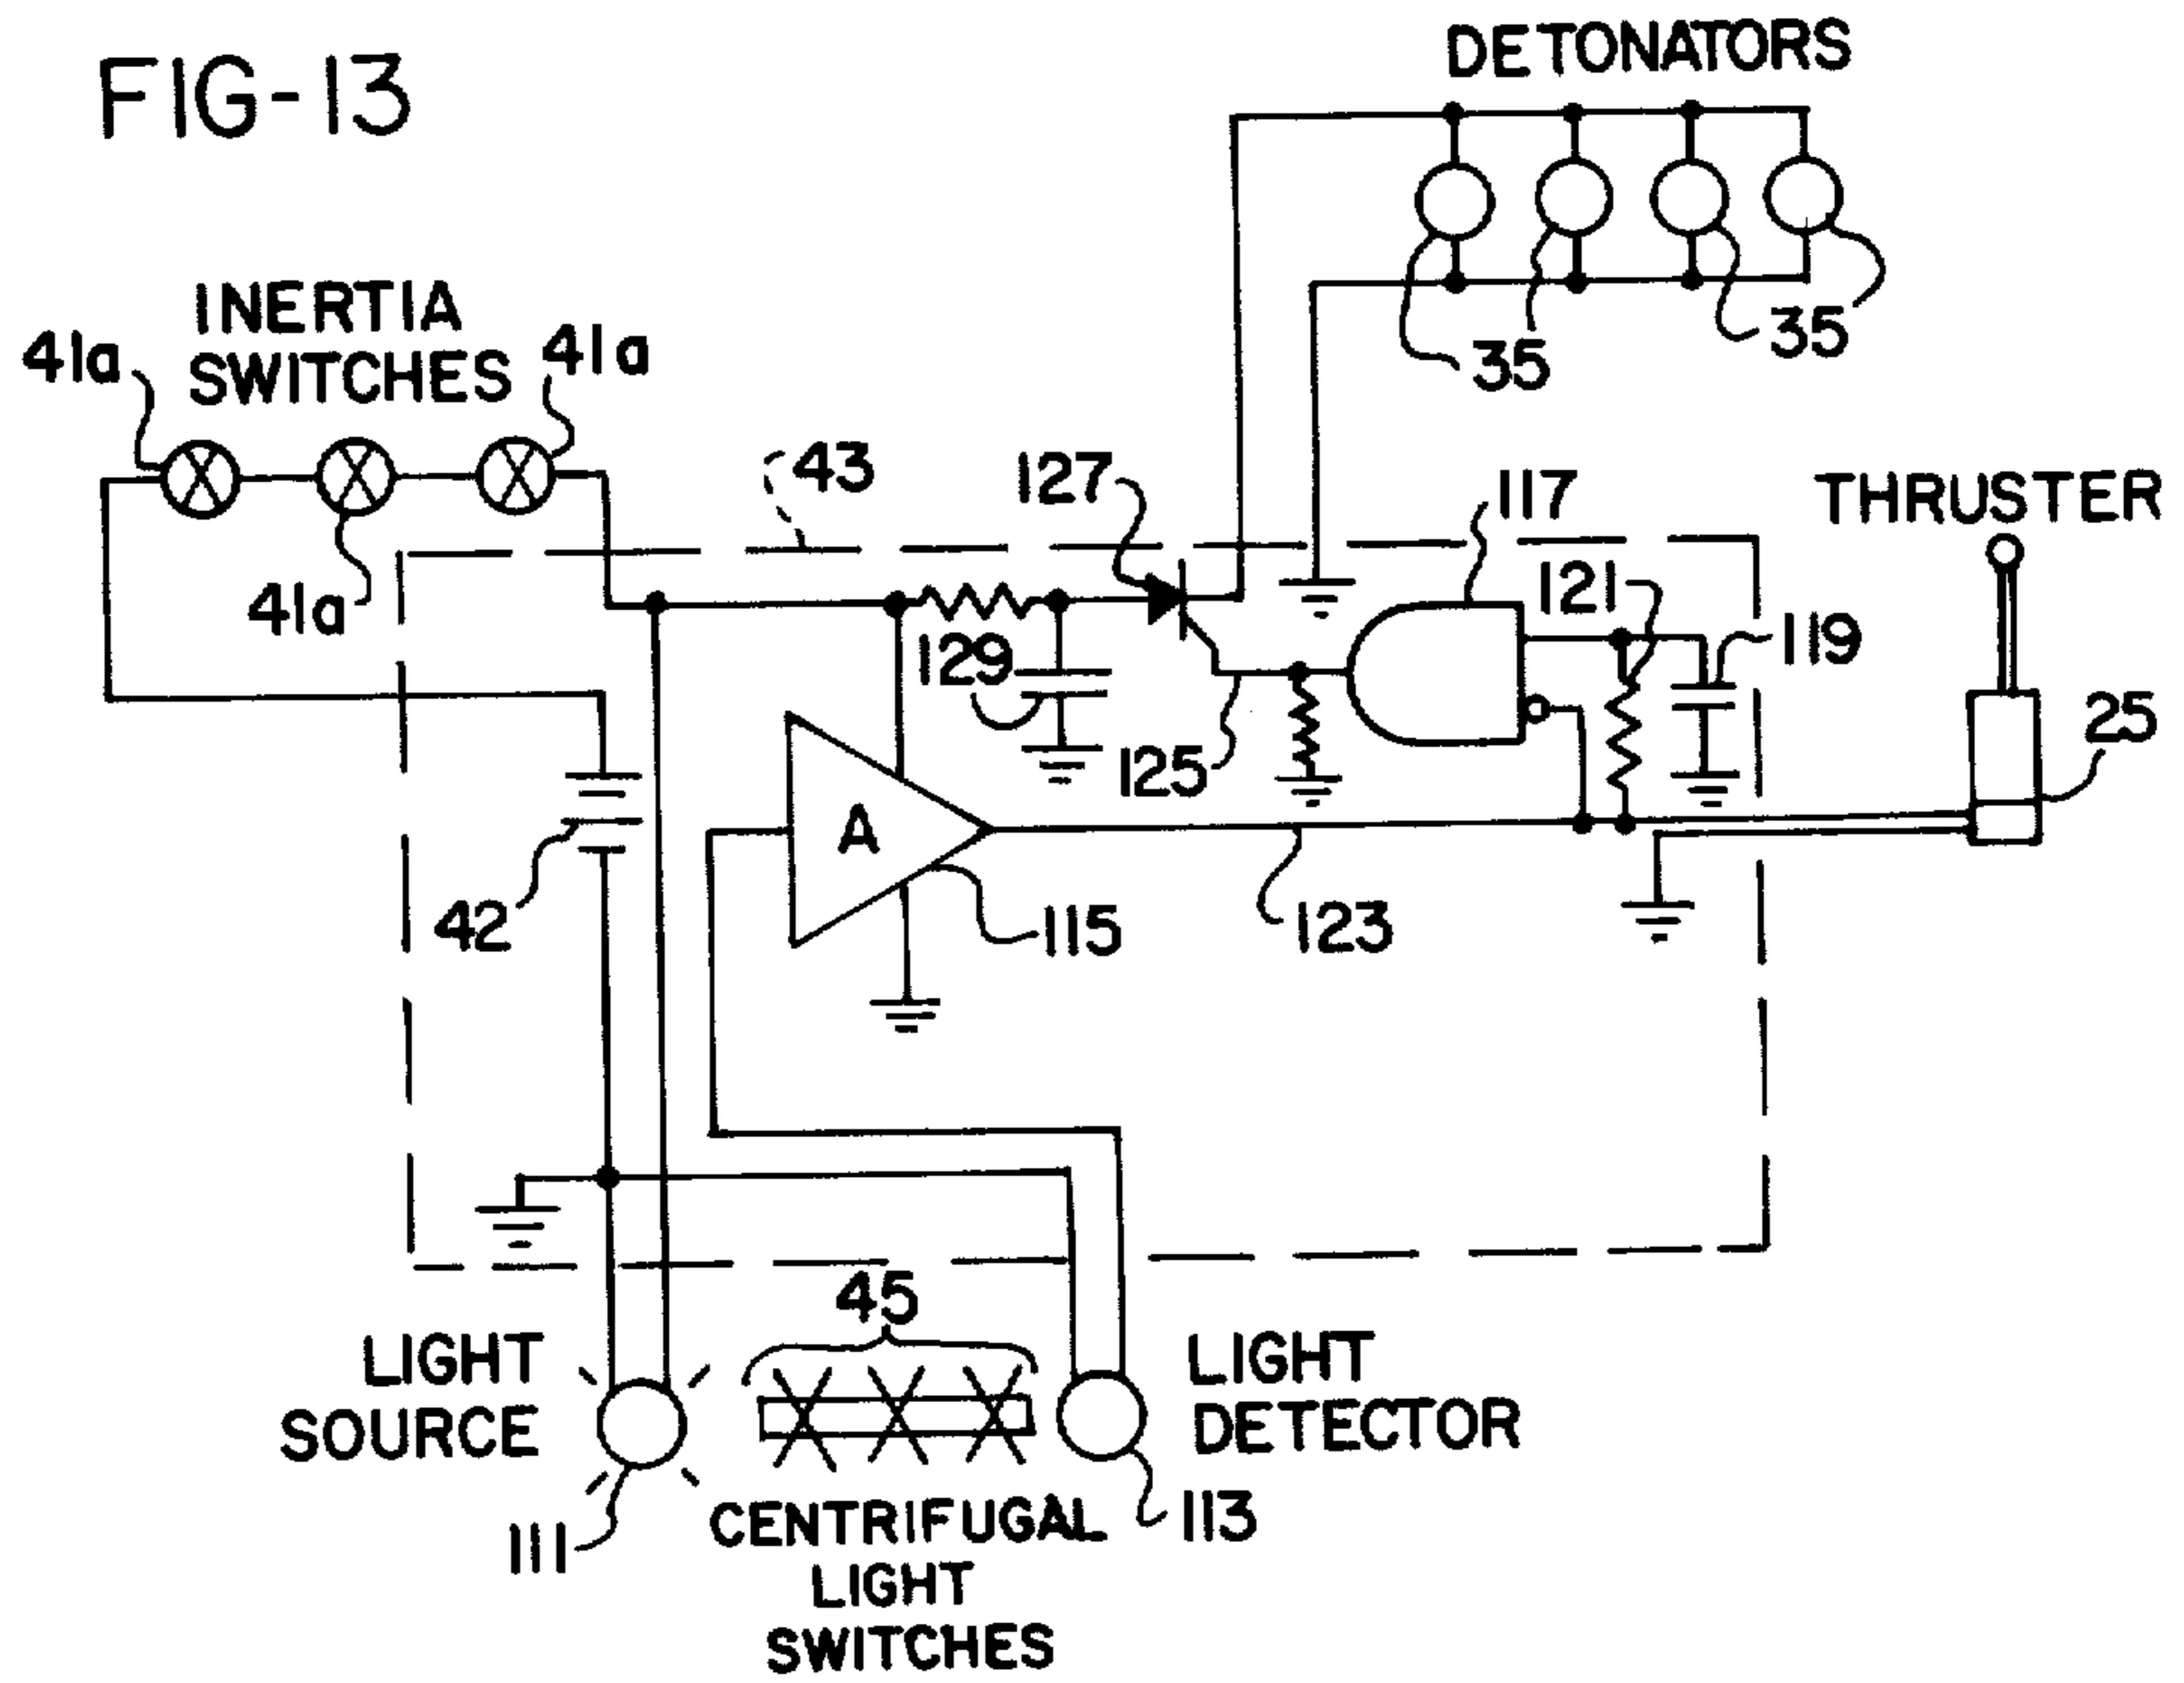 FIG-13
DETONATORS
INERTIA
SWITCHES
41a
41a
41a
35
35
43
127
117
THRUSTER
121
119
129
125
25
A
42
115
123
45
LIGHT
SOURCE
LIGHT
DETECTOR
111
113
CENTRIFUGAL
LIGHT
SWITCHES